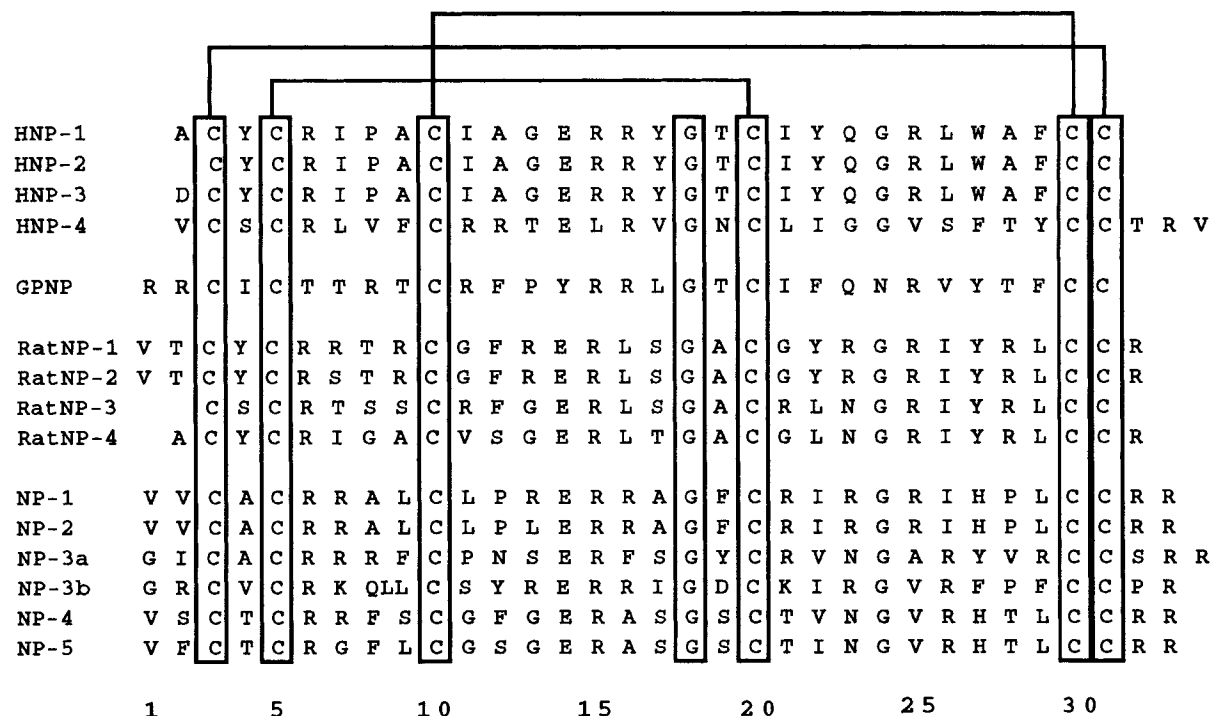 HNP-1 A C Y C R I P A C I A G E R R Y G T C I Y Q G R L W A F C C
HNP-2 C Y C R I P A C I A G E R R Y G T C I Y Q G R L W A F C C
HNP-3 D C Y C R I P A C I A G E R R Y G T C I Y Q G R L W A F C C
HNP-4 V C S C R L V F C R R T E L R V G N C L I G G V S F T Y C C T R V
GPNP R R C I C T T R T C R F P Y R R L G T C I F Q N R V Y T F C C
RatNP-1 V T C Y C R R T R C G F R E R L S G A C G Y R G R I Y R L C C R
RatNP-2 V T C Y C R S T R C G F R E R L S G A C G Y R G R I Y R L C C R
RatNP-3 C S C R T S S C R F G E R L S G A C R L N G R I Y R L C C
RatNP-4 A C Y C R I G A C V S G E R L T G A C G L N G R I Y R L C C R
NP-1 V V C A C R R A L C L P R E R R A G F C R I R G R I H P L C C R R
NP-2 V V C A C R R A L C L P L E R R A G F C R I R G R I H P L C C R R
NP-3a G I C A C R R R F C P N S E R F S G Y C R V N G A R Y V R C C S R R
NP-3b G R C V C R K QLL C S Y R E R R I G D C K I R G V R F P F C C P R
NP-4 V S C T C R R F S C G F G E R A S G S C T V N G V R H T L C C R R
NP-5 V F C T C R G F L C G S G E R A S G S C T I N G V R H T L C C R R
1 5 10 15 20 25 30